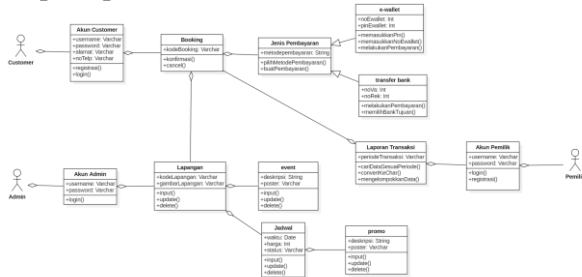 e-wallet
+noEwallet: Int
+pinEwallet: Int
+memasukkanPin()
+memasukkanNoEwallet()
+melakukanPembayaran()
Akun Customer
+username: Varchar
+password: Varchar
+alamat: Varchar
+noTelp: Varchar
+registrasi()
+login()
Customer
Booking
+kodeBooking: Varchar
+konfirmasi()
+cancel()
Jenis Pembayaran
+metodepembayaran: String
+pilihMetodePembayaran()
+buatPembayaran()
transfer bank
+noVa: Int
+noRek: Int
+melakukanPembayaran()
+memilihBankTujuan()
Laporan Transaksi
+periodeTransaksi: Varchar
+cariDataSesuaiPeriode()
+convertKeChar()
+mengelompokkanData()
Akun Pemilik
+username: Varchar
+password: Varchar
+login()
+registrasi()
Pemili
Akun Admin
+username: Varchar
+password: Varchar
+login()
Admin
Lapangan
+kodeLapangan: Varchar
+gambarLapangan: Varchar
+input()
+update()
+delete()
event
+deskripsi: String
+poster: Varchar
+input()
+update()
+delete()
Jadwal
+waktu: Date
+harga: Int
+status: Varchar
+input()
+update()
+delete()
promo
+deskripsi: String
+poster: Varchar
+input()
+update()
+delete()